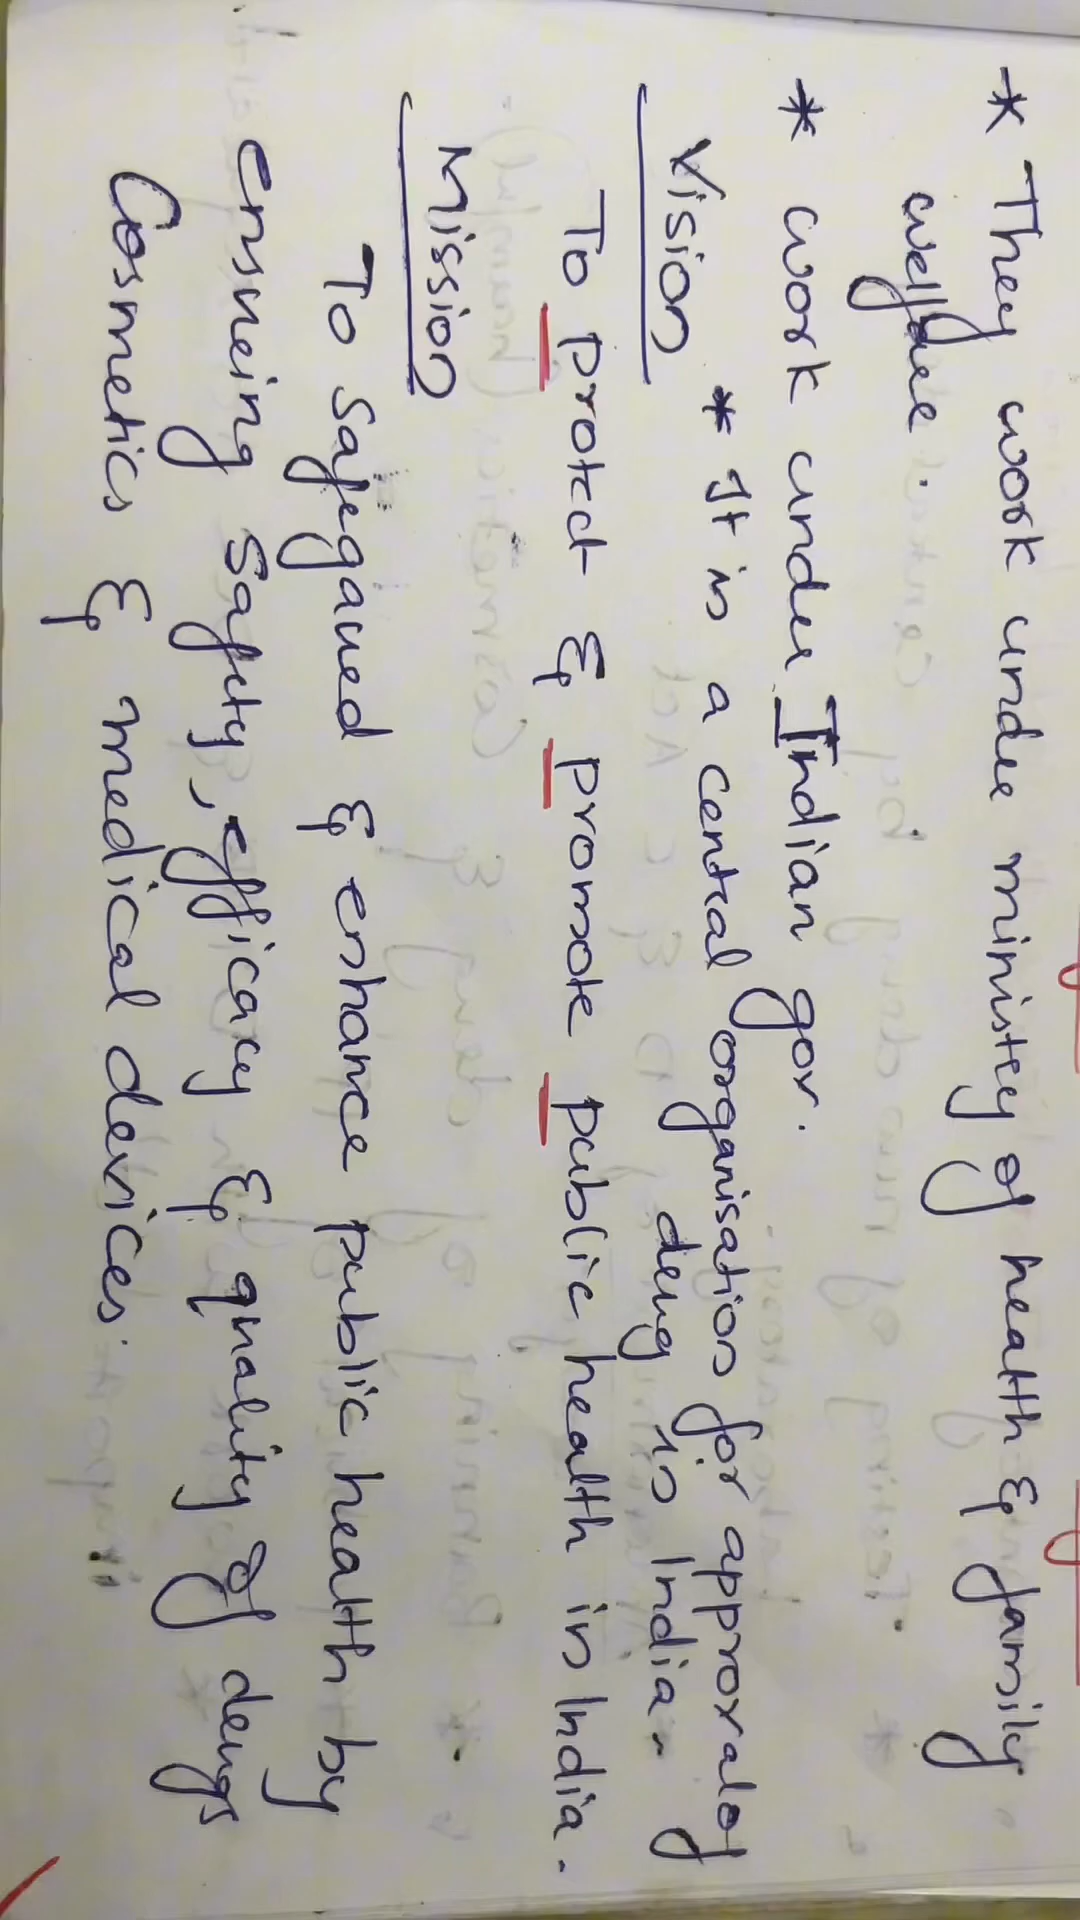 * They work under ministry of health & family
welfare.
* work under Indian gov.
* It is a central organisation for approval of
drug in India.
Vision
To protect & promote public health in India.
Mission
To safeguard & enhance public health by
ensuring safety, efficacy & quality of drugs
Cosmetics & medical devices.